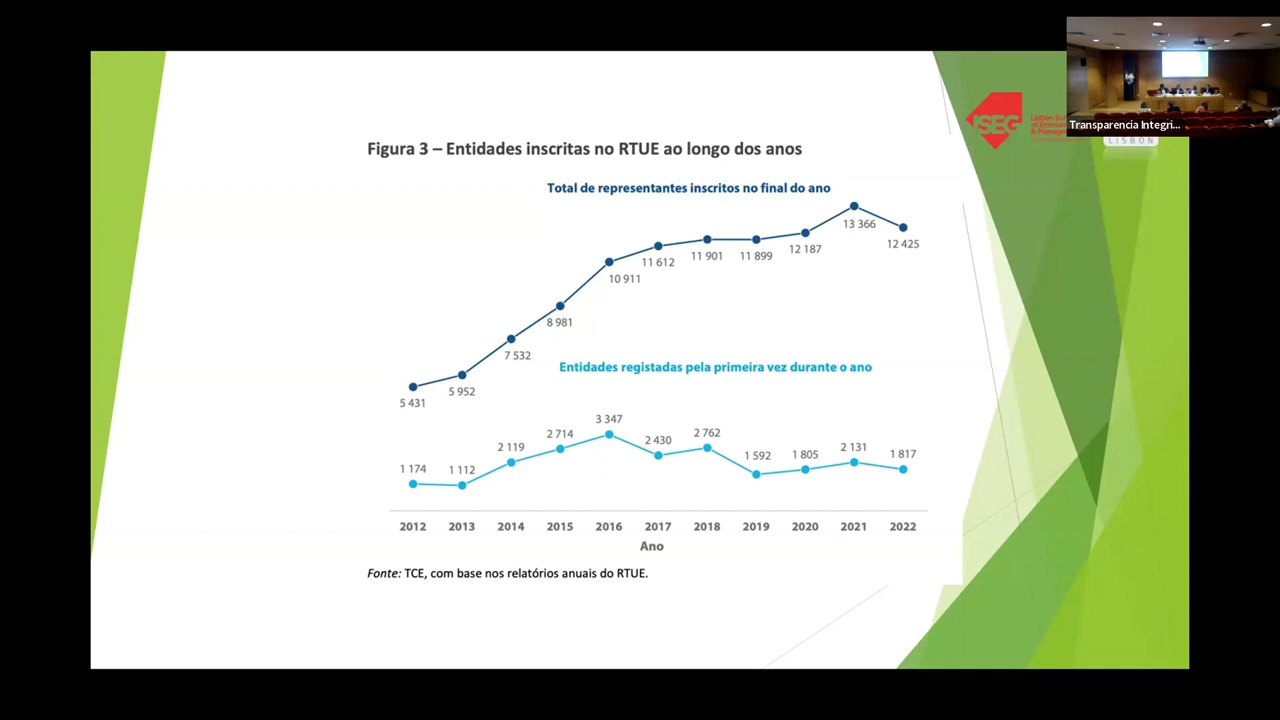 Transparencia Integri...
ISEG
LISBON
Figura 3 – Entidades inscritas no RTUE ao longo dos anos
Total de representantes inscritos no final do ano
5 431
5 952
7 532
8 981
10 911
11 612
11 901
11 899
12 187
13 366
12 425
Entidades registadas pela primeira vez durante o ano
1 174
1 112
2 119
2 714
3 347
2 430
2 762
1 592
1 805
2 131
1 817
2012 2013 2014 2015 2016 2017 2018 2019 2020 2021 2022
Ano
Fonte: TCE, com base nos relatórios anuais do RTUE.